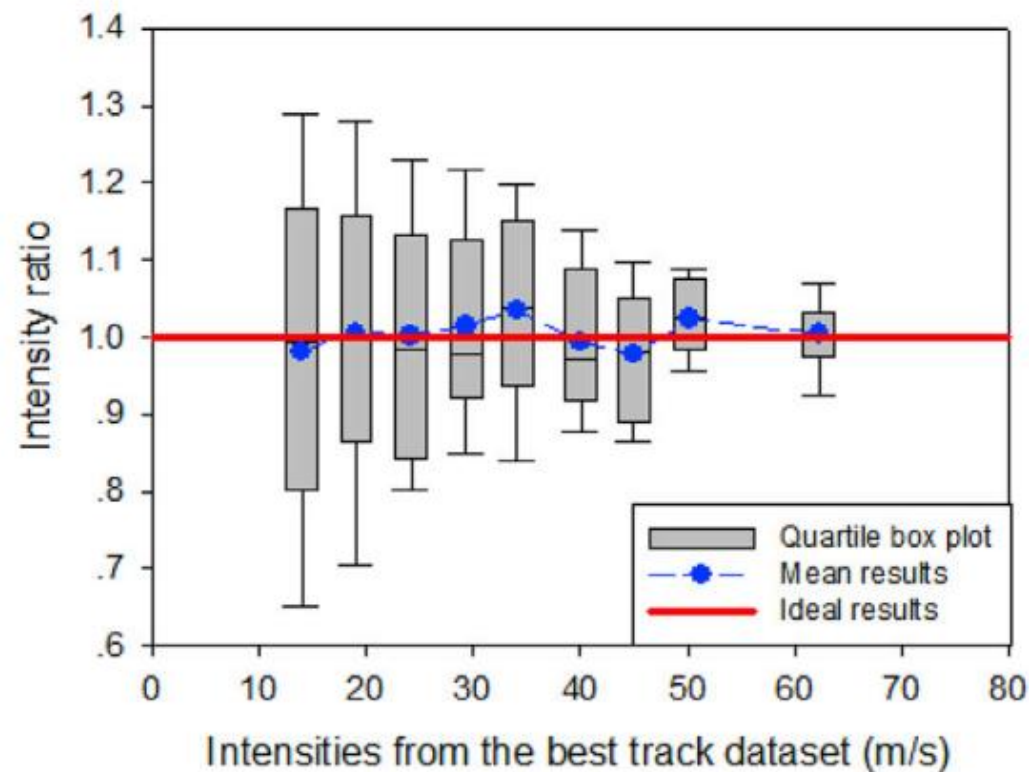 1.4
1.3
1.2
1.1
1.0
.9
.8
.7
.6
Intensity ratio
Quartile box plot
Mean results
Ideal results
0 10 20 30 40 50 60 70 80
Intensities from the best track dataset (m/s)